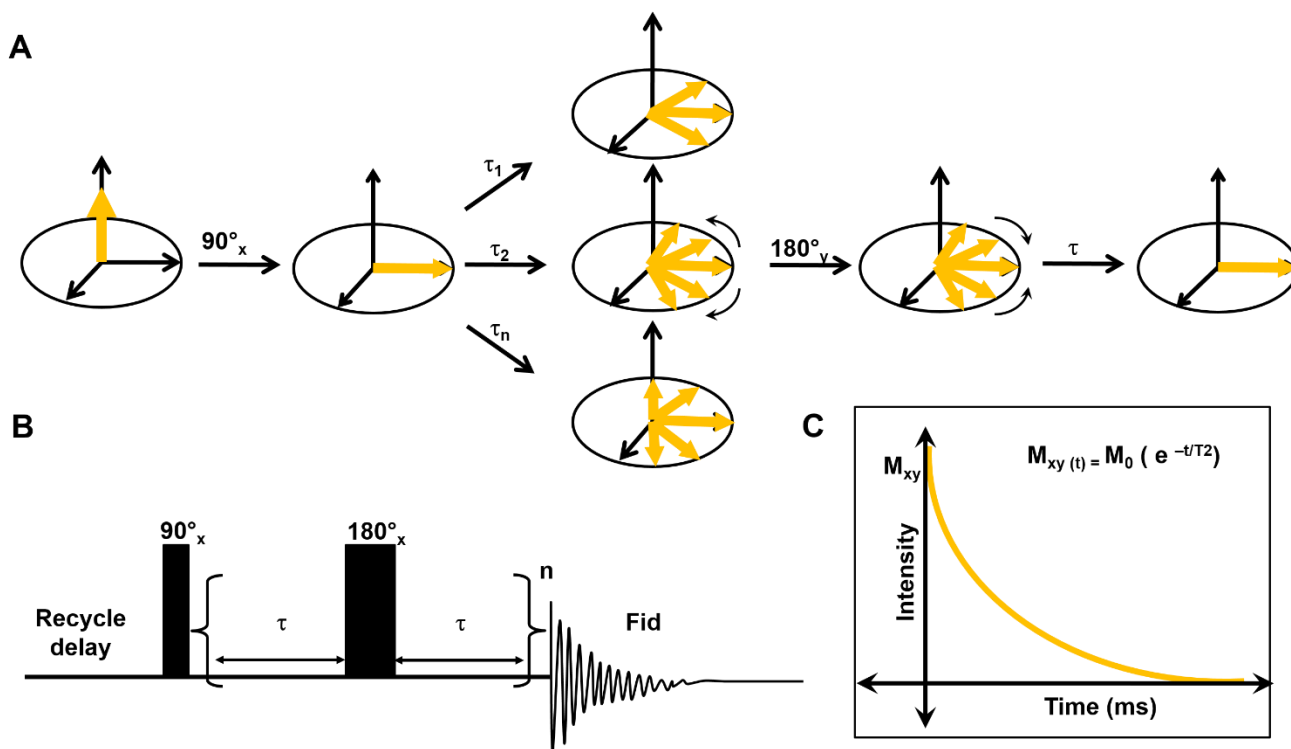 A
90°x
τ1
τ2
τn
180°y
τ
B
90°x
180°x
n
Recycle
delay
τ
τ
Fid
C
Mxy
Mxy (t) = M0 ( e –t/T2)
Intensity
Time (ms)